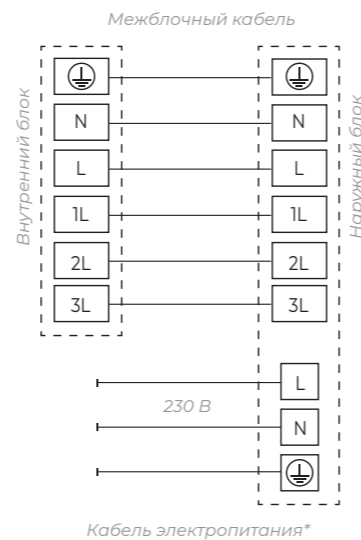 Межблочный кабель
Внутренний блок
Наружный блок
N N
L L
1L 1L
2L 2L
3L 3L
L
230 В
N
Кабель электропитания*